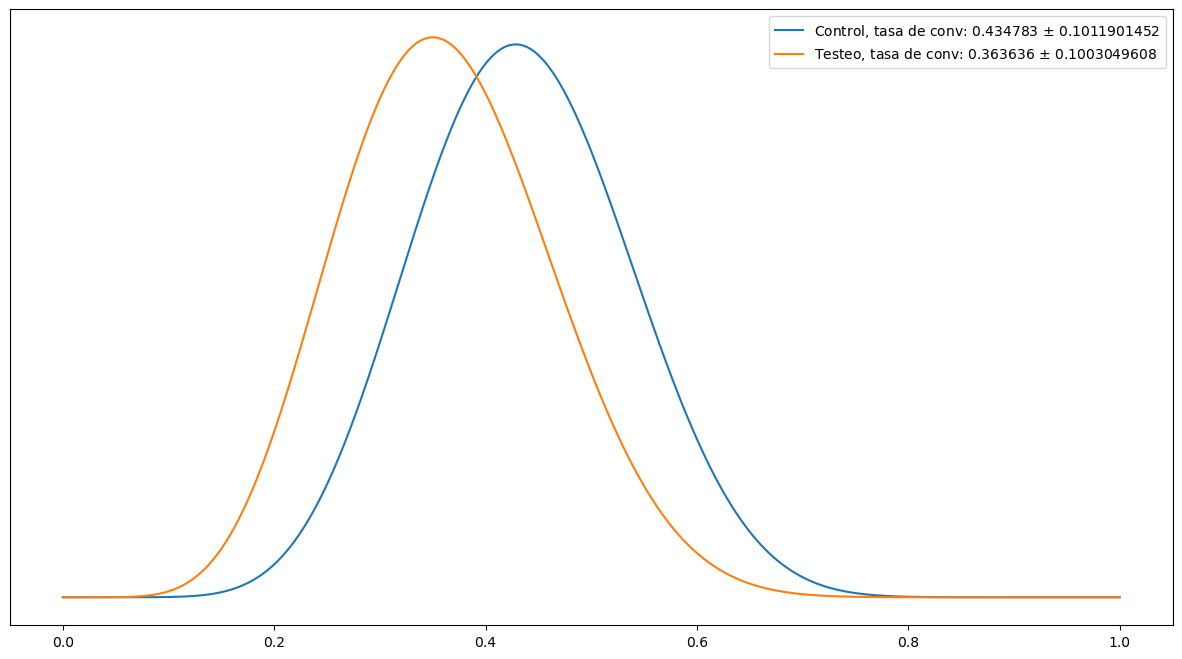 Control, tasa de conv: 0.434783 ± 0.1011901452
Testeo, tasa de conv: 0.363636 ± 0.1003049608
0.0 0.2 0.4 0.6 0.8 1.0